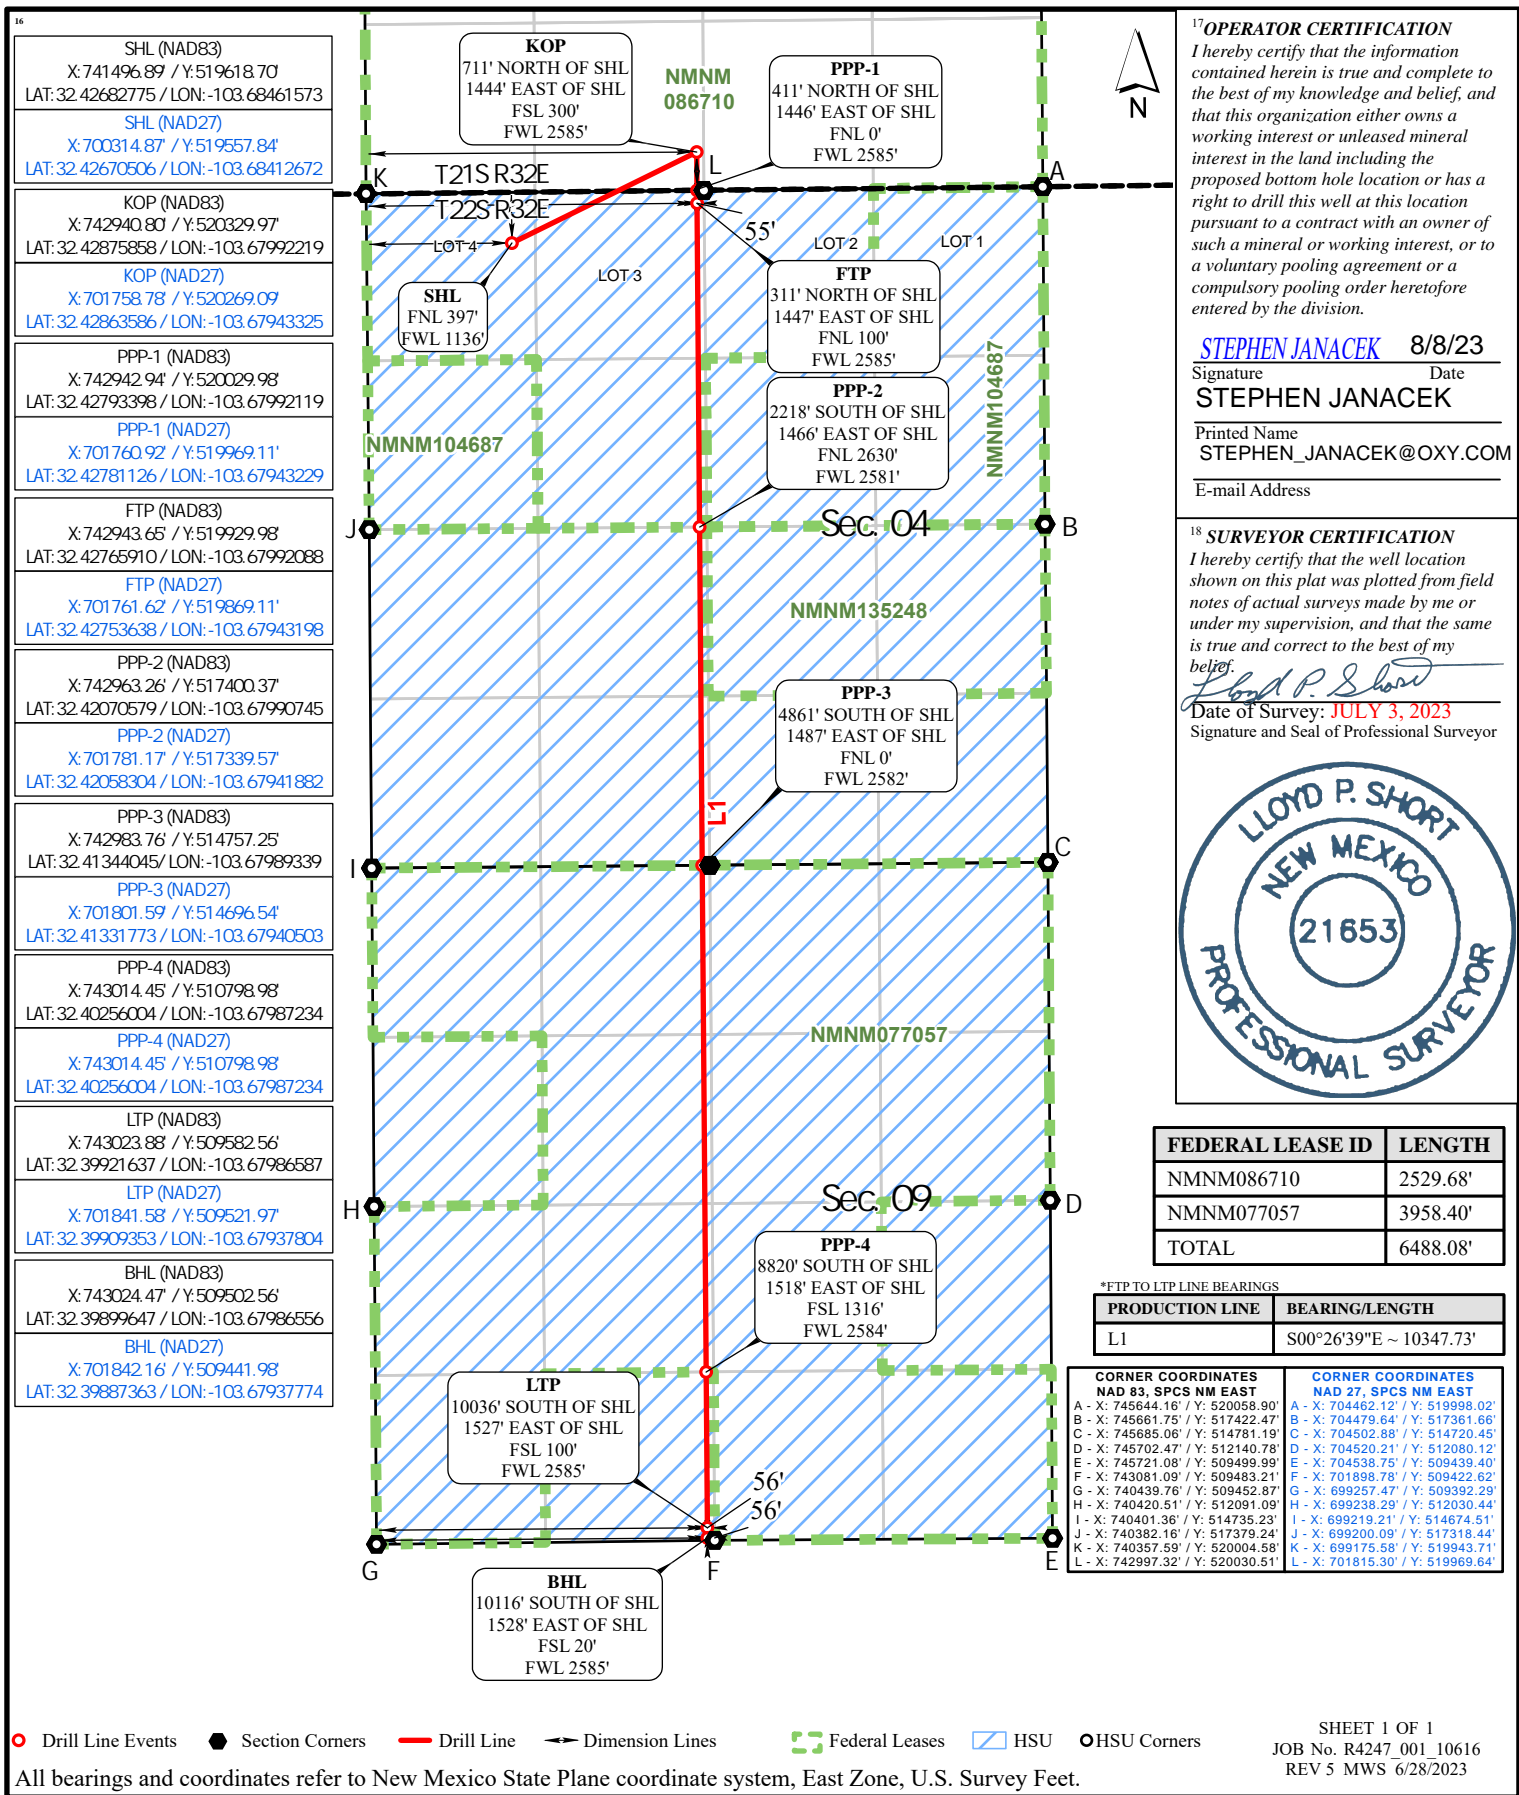 16
SHL (NAD83)
X:741496.89' / Y:519618.70'
LAT:32.42682775 / LON:-103.68461573
SHL (NAD27)
X:700314.87' / Y:519557.84'
LAT:32.42670506 / LON:-103.68412672
KOP (NAD83)
X:742940.80' / Y:520329.97'
LAT:32.42875858 / LON:-103.67992219
KOP (NAD27)
X:701758.78' / Y:520269.09'
LAT:32.42863586 / LON:-103.67943325
PPP-1 (NAD83)
X:742942.94' / Y:520029.98'
LAT:32.42793398 / LON:-103.67992119
PPP-1 (NAD27)
X:701760.92' / Y:519969.11'
LAT:32.42781126 / LON:-103.67943229
FTP (NAD83)
X:742943.65' / Y:519929.98'
LAT:32.42765910 / LON:-103.67992088
FTP (NAD27)
X:701761.62' / Y:519869.11'
LAT:32.42753638 / LON:-103.67943198
PPP-2 (NAD83)
X:742963.26' / Y:517400.37'
LAT:32.42070579 / LON:-103.67990745
PPP-2 (NAD27)
X:701781.17' / Y:517339.57'
LAT:32.42058304 / LON:-103.67941882
PPP-3 (NAD83)
X:742983.76' / Y:514757.25'
LAT:32.41344045/ LON:-103.67989339
PPP-3 (NAD27)
X:701801.59' / Y:514696.54'
LAT:32.41331773 / LON:-103.67940503
PPP-4 (NAD83)
X:743014.45' / Y:510798.98'
LAT:32.40256004 / LON:-103.67987234
PPP-4 (NAD27)
X:743014.45' / Y:510798.98'
LAT:32.40256004 / LON:-103.67987234
LTP (NAD83)
X:743023.88' / Y:509582.56'
LAT:32.39921637 / LON:-103.67986587
LTP (NAD27)
X:701841.58' / Y:509521.97'
LAT:32.39909353 / LON:-103.67937804
BHL (NAD83)
X:743024.47' / Y:509502.56'
LAT:32.39899647 / LON:-103.67986556
BHL (NAD27)
X:701842.16' / Y:509441.98'
LAT:32.39887363 / LON:-103.67937774
KOP
711' NORTH OF SHL
1444' EAST OF SHL
FSL 300'
FWL 2585'
NMNM
086710
PPP-1
411' NORTH OF SHL
1446' EAST OF SHL
FNL 0'
FWL 2585'
N
K
T21S R32E
L
A
T22S R32E
55'
LOT 4
LOT 3
LOT 2
LOT 1
SHL
FNL 397'
FWL 1136'
FTP
311' NORTH OF SHL
1447' EAST OF SHL
FNL 100'
FWL 2585'
NMNM104687
PPP-2
2218' SOUTH OF SHL
1466' EAST OF SHL
FNL 2630'
FWL 2581'
NMNM104687
J
Sec. 04
B
NMNM135248
PPP-3
4861' SOUTH OF SHL
1487' EAST OF SHL
FNL 0'
FWL 2582'
L1
I
C
NMNM077057
H
Sec. 09
D
PPP-4
8820' SOUTH OF SHL
1518' EAST OF SHL
FSL 1316'
FWL 2584'
LTP
10036' SOUTH OF SHL
1527' EAST OF SHL
FSL 100'
FWL 2585'
56'
56'
G
F
E
BHL
10116' SOUTH OF SHL
1528' EAST OF SHL
FSL 20'
FWL 2585'
17 OPERATOR CERTIFICATION
I hereby certify that the information
contained herein is true and complete to
the best of my knowledge and belief, and
that this organization either owns a
working interest or unleased mineral
interest in the land including the
proposed bottom hole location or has a
right to drill this well at this location
pursuant to a contract with an owner of
such a mineral or working interest, or to
a voluntary pooling agreement or a
compulsory pooling order heretofore
entered by the division.
STEPHEN JANACEK 8/8/23
Signature Date
STEPHEN JANACEK
Printed Name
STEPHEN_JANACEK@OXY.COM
E-mail Address
18 SURVEYOR CERTIFICATION
I hereby certify that the well location
shown on this plat was plotted from field
notes of actual surveys made by me or
under my supervision, and that the same
is true and correct to the best of my
belief.
Lloyd P. Short
Date of Survey: JULY 3, 2023
Signature and Seal of Professional Surveyor
LLOYD P. SHORT
NEW MEXICO
21653
PROFESSIONAL SURVEYOR
FEDERAL LEASE ID LENGTH
NMNM086710 2529.68'
NMNM077057 3958.40'
TOTAL 6488.08'
*FTP TO LTP LINE BEARINGS
PRODUCTION LINE BEARING/LENGTH
L1 S00°26'39"E ~ 10347.73'
CORNER COORDINATES
NAD 83, SPCS NM EAST
A - X: 745644.16' / Y: 520058.90'
B - X: 745661.75' / Y: 517422.47'
C - X: 745685.06' / Y: 514781.19'
D - X: 745702.47' / Y: 512140.78'
E - X: 745721.08' / Y: 509499.99'
F - X: 743081.09' / Y: 509483.21'
G - X: 740439.76' / Y: 509452.87'
H - X: 740420.51' / Y: 512091.09'
I - X: 740401.36' / Y: 514735.23'
J - X: 740382.16' / Y: 517379.24'
K - X: 740357.59' / Y: 520004.58'
L - X: 742997.32' / Y: 520030.51'
CORNER COORDINATES
NAD 27, SPCS NM EAST
A - X: 704462.12' / Y: 519998.02'
B - X: 704479.64' / Y: 517361.66'
C - X: 704502.88' / Y: 514720.45'
D - X: 704520.21' / Y: 512080.12'
E - X: 704538.75' / Y: 509439.40'
F - X: 701898.78' / Y: 509422.62'
G - X: 699257.47' / Y: 509392.29'
H - X: 699238.29' / Y: 512030.44'
I - X: 699219.21' / Y: 514674.51'
J - X: 699200.09' / Y: 517318.44'
K - X: 699175.58' / Y: 519943.71'
L - X: 701815.30' / Y: 519969.64'
Drill Line Events Section Corners Drill Line Dimension Lines Federal Leases HSU HSU Corners
SHEET 1 OF 1
JOB No. R4247_001_10616
REV 5 MWS 6/28/2023
All bearings and coordinates refer to New Mexico State Plane coordinate system, East Zone, U.S. Survey Feet.